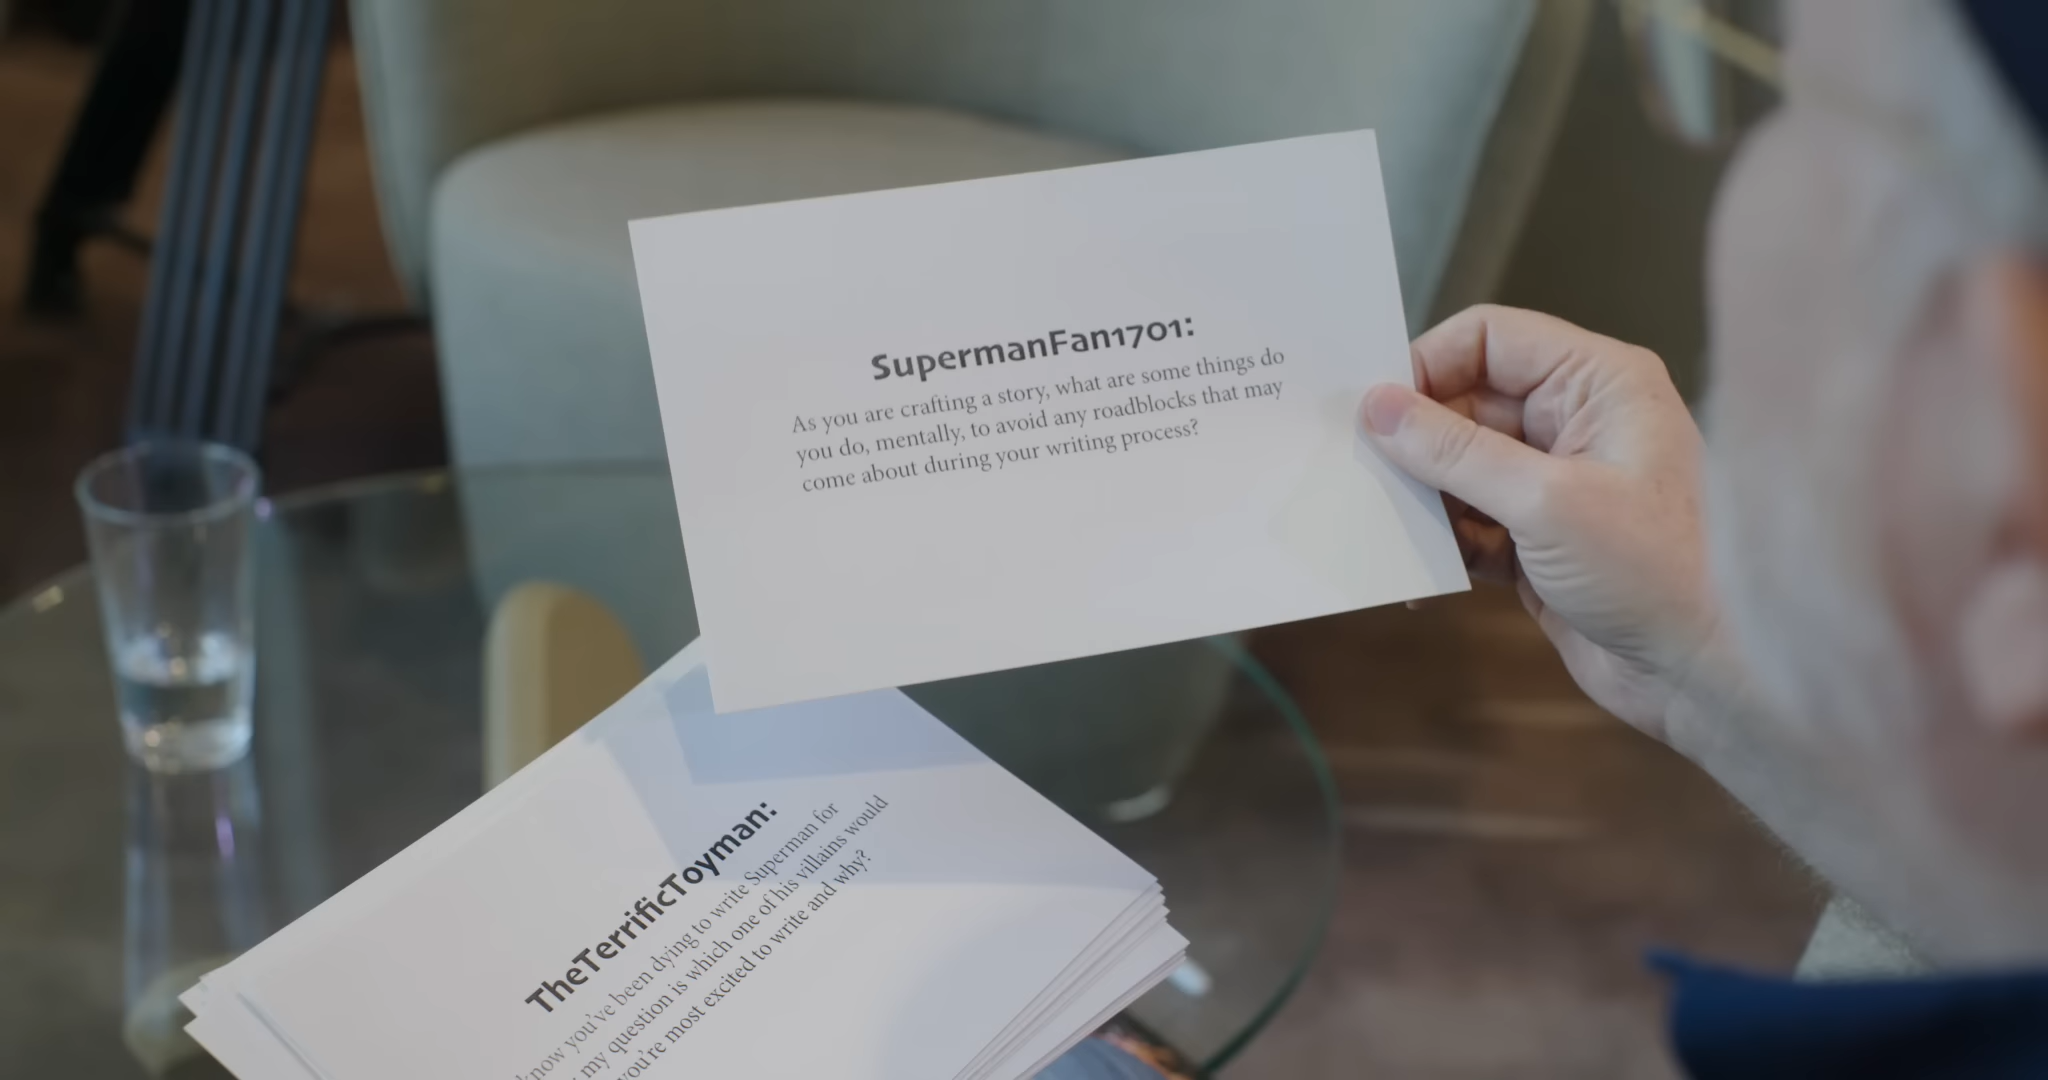 SupermanFan1701:
As you are crafting a story, what are some things do
you do, mentally, to avoid any roadblocks that may
come about during your writing process?
TheTerrificToyman:
know you've been dying to write Superman for
my question is which one of his villains would
you're most excited to write and why?